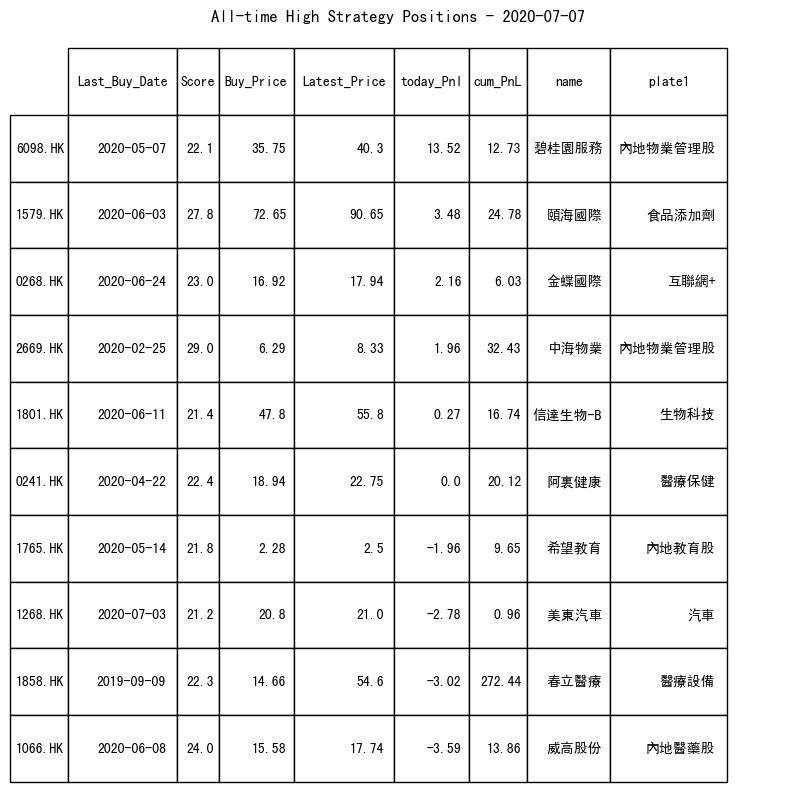 All-time High Strategy Positions - 2020-07-07
Last_Buy_Date Score Buy_Price Latest_Price today_Pnl cum_PnL name plate1
6098.HK 2020-05-07 22.1 35.75 40.3 13.52 12.73 碧桂園服務 內地物業管理股
1579.HK 2020-06-03 27.8 72.65 90.65 3.48 24.78 頤海國際 食品添加劑
0268.HK 2020-06-24 23.0 16.92 17.94 2.16 6.03 金蝶國際 互聯網+
2669.HK 2020-02-25 29.0 6.29 8.33 1.96 32.43 中海物業 內地物業管理股
1801.HK 2020-06-11 21.4 47.8 55.8 0.27 16.74 信達生物-B 生物科技
0241.HK 2020-04-22 22.4 18.94 22.75 0.0 20.12 阿裏健康 醫療保健
1765.HK 2020-05-14 21.8 2.28 2.5 -1.96 9.65 希望教育 內地教育股
1268.HK 2020-07-03 21.2 20.8 21.0 -2.78 0.96 美東汽車 汽車
1858.HK 2019-09-09 22.3 14.66 54.6 -3.02 272.44 春立醫療 醫療設備
1066.HK 2020-06-08 24.0 15.58 17.74 -3.59 13.86 威高股份 內地醫藥股